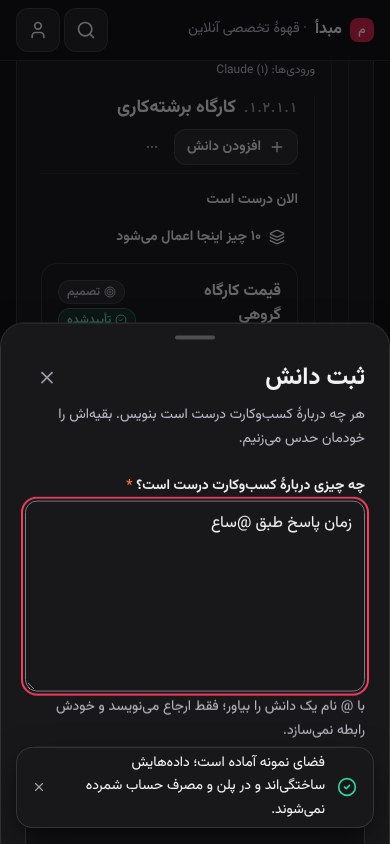 م مبدأ · قهوهٔ تخصصی آنلاین
ورودی‌ها: Claude (۱)
۱.۲.۱.۱. کارگاه برشته‌کاری
+ افزودن دانش ...
الان درست است
۱۰ چیز اینجا اعمال می‌شود
قیمت کارگاه
گروهی
تصمیم
تأییدشده
ثبت دانش
هر چه دربارهٔ کسب‌وکارت درست است بنویس. بقیه‌اش را
خودمان حدس می‌زنیم.
چه چیزی دربارهٔ کسب‌وکارت درست است؟ *
زمان پاسخ طبق @ساع
با @ نام یک دانش را بیاور؛ فقط ارجاع می‌نویسد و خودش
رابطه نمی‌سازد.
فضای نمونه آماده است؛ داده‌هایش
ساختگی‌اند و در پلن و مصرف حساب شمرده
نمی‌شوند.